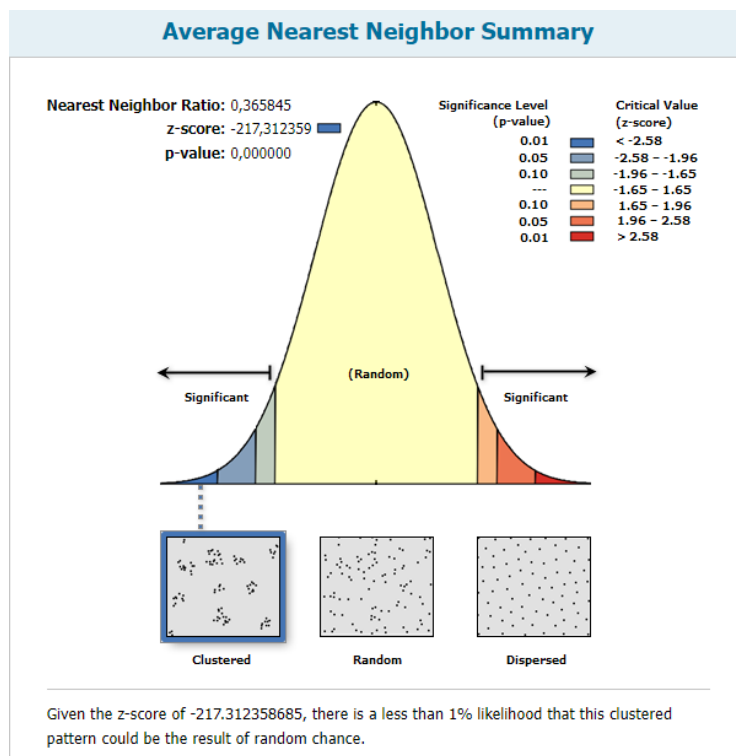 Average Nearest Neighbor Summary
Nearest Neighbor Ratio: 0,365845
z-score: -217,312359
p-value: 0,000000
Significance Level
(p-value)
Critical Value
(z-score)
0.01 < -2.58
0.05 -2.58 – -1.96
0.10 -1.96 – -1.65
--- -1.65 – 1.65
0.10 1.65 – 1.96
0.05 1.96 – 2.58
0.01 > 2.58
Significant
(Random)
Significant
Clustered
Random
Dispersed
Given the z-score of -217.312358685, there is a less than 1% likelihood that this clustered
pattern could be the result of random chance.